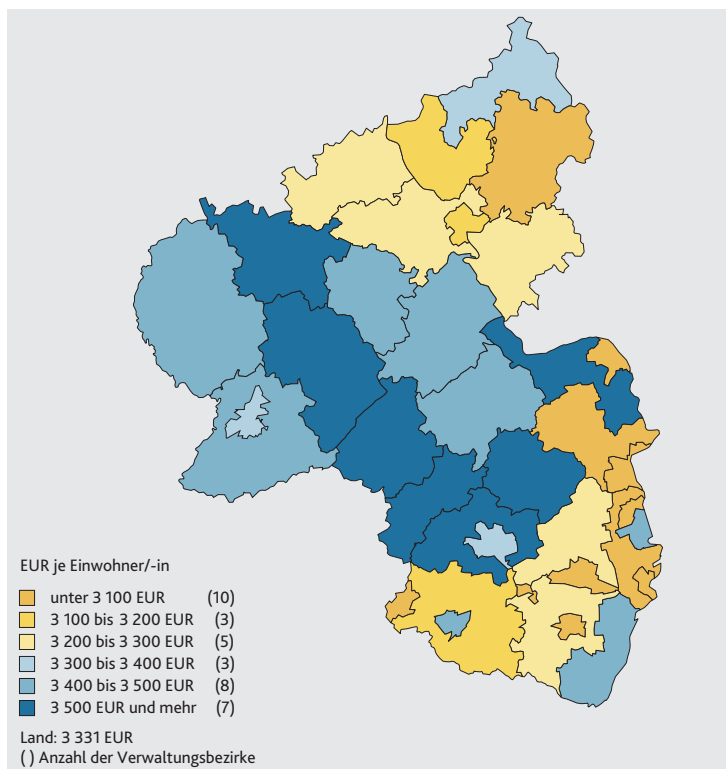 EUR je Einwohner/-in
unter 3 100 EUR (10)
3 100 bis 3 200 EUR (3)
3 200 bis 3 300 EUR (5)
3 300 bis 3 400 EUR (3)
3 400 bis 3 500 EUR (8)
3 500 EUR und mehr (7)
Land: 3 331 EUR
( ) Anzahl der Verwaltungsbezirke